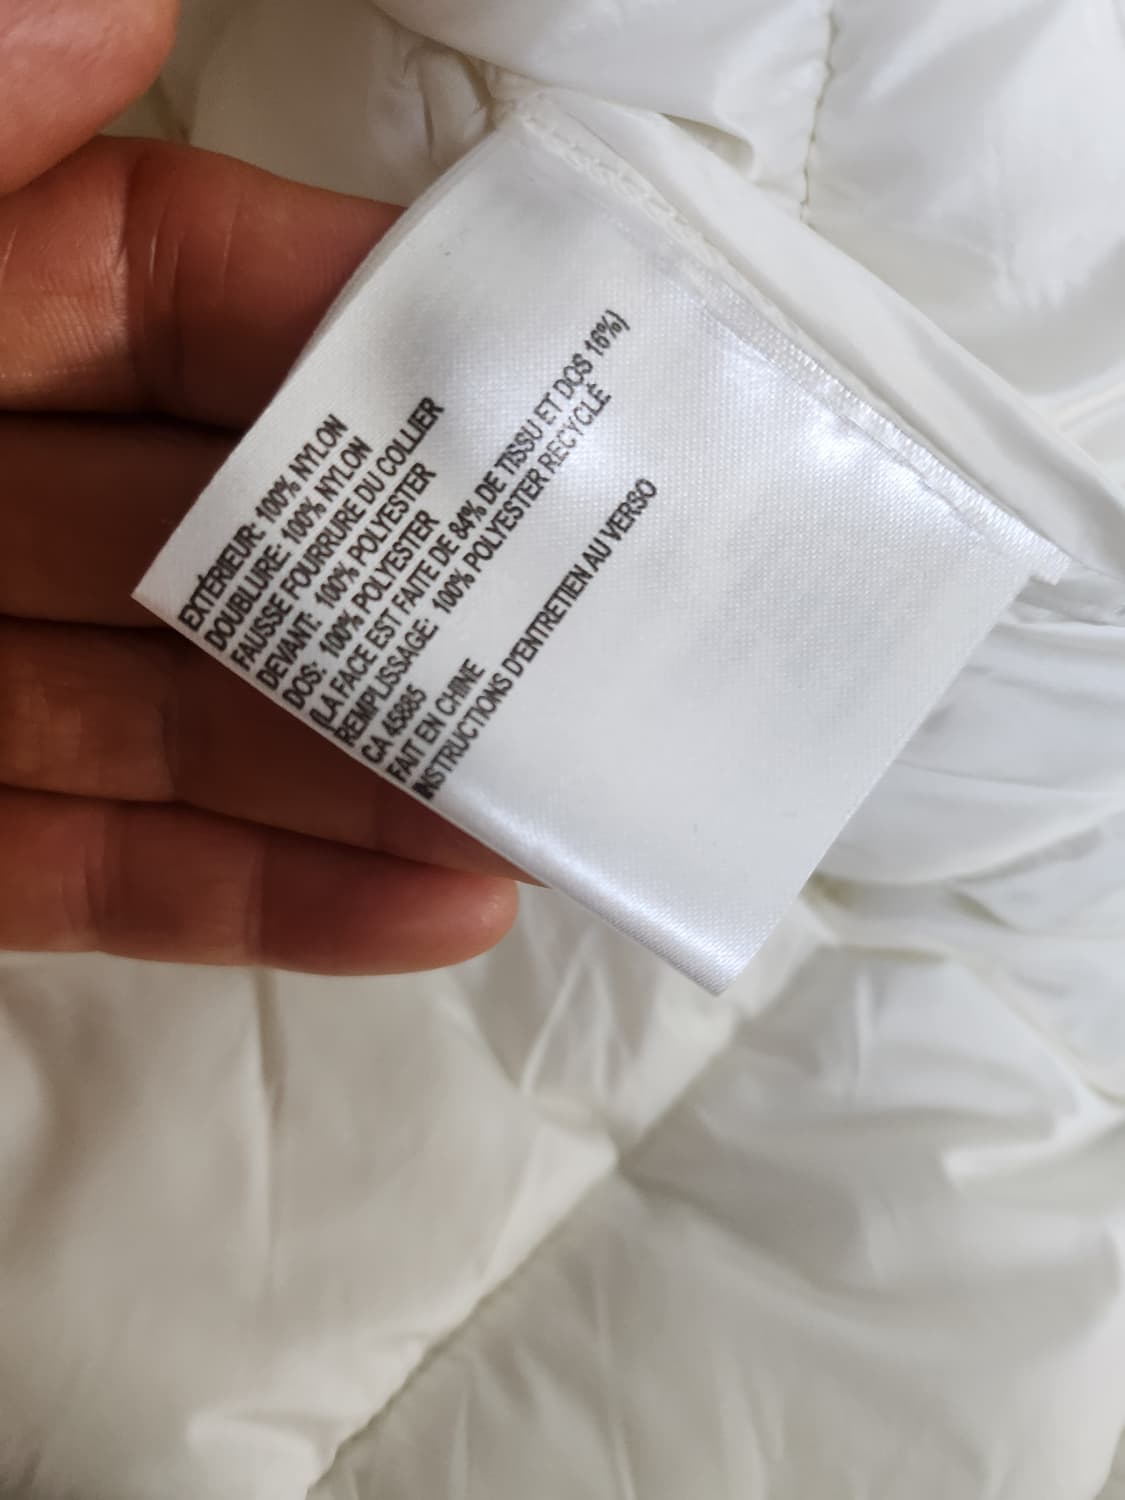 EXTÉRIEUR: 100% NYLON
DOUBLURE: 100% NYLON
FAUSSE FOURRURE DU COLLIER
DEVANT: 100% POLYESTER
DOS: 100% POLYESTER
(LA FACE EST FAITE DE 84% DE TISSU ET DOS 16%)
REMPLISSAGE: 100% POLYESTER RECYCLÉ
CA 45885
FAIT EN CHINE
INSTRUCTIONS D'ENTRETIEN AU VERSO